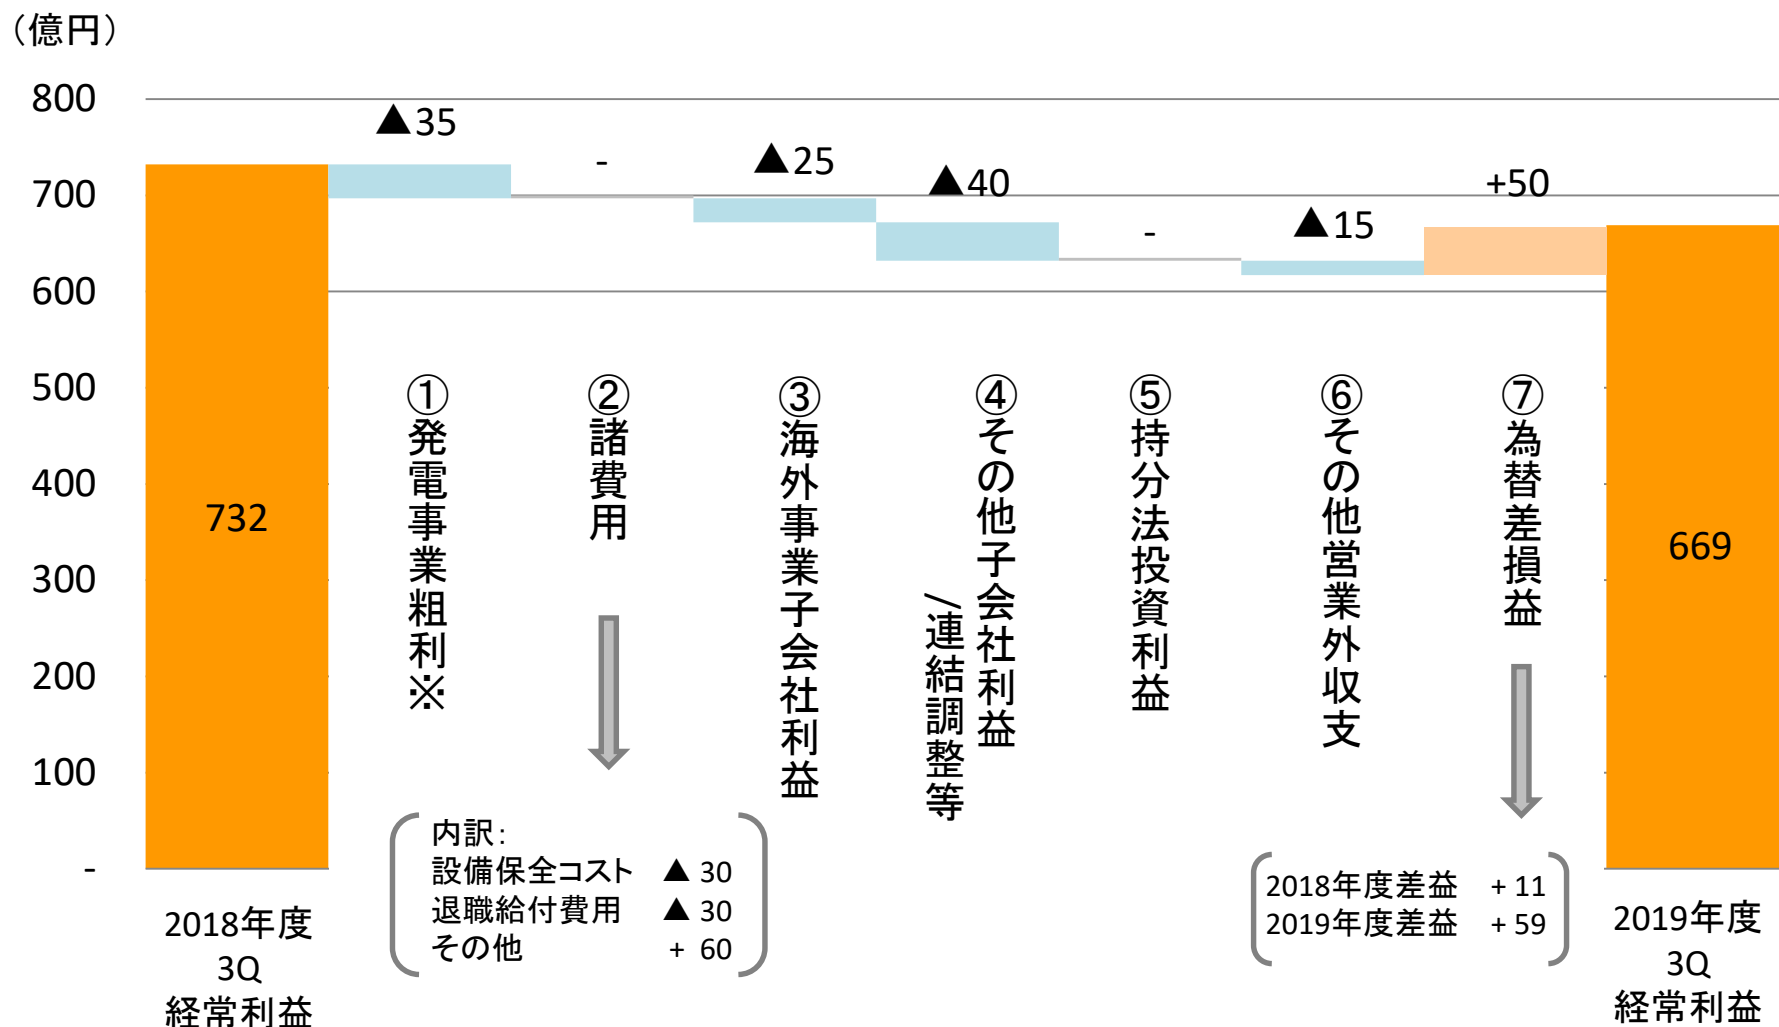 （億円）
800
700
600
500
400
300
200
100
-
▲35
-
▲25
▲40
-
▲15
+50
732
669
①発電事業粗利※
②諸費用
③海外事業子会社利益
④その他子会社利益
/連結調整等
⑤持分法投資利益
⑥その他営業外収支
⑦為替差損益
内訳：
設備保全コスト ▲ 30
退職給付費用 ▲ 30
その他 + 60
2018年度差益 + 11
2019年度差益 + 59
2018年度
3Q
経常利益
2019年度
3Q
経常利益